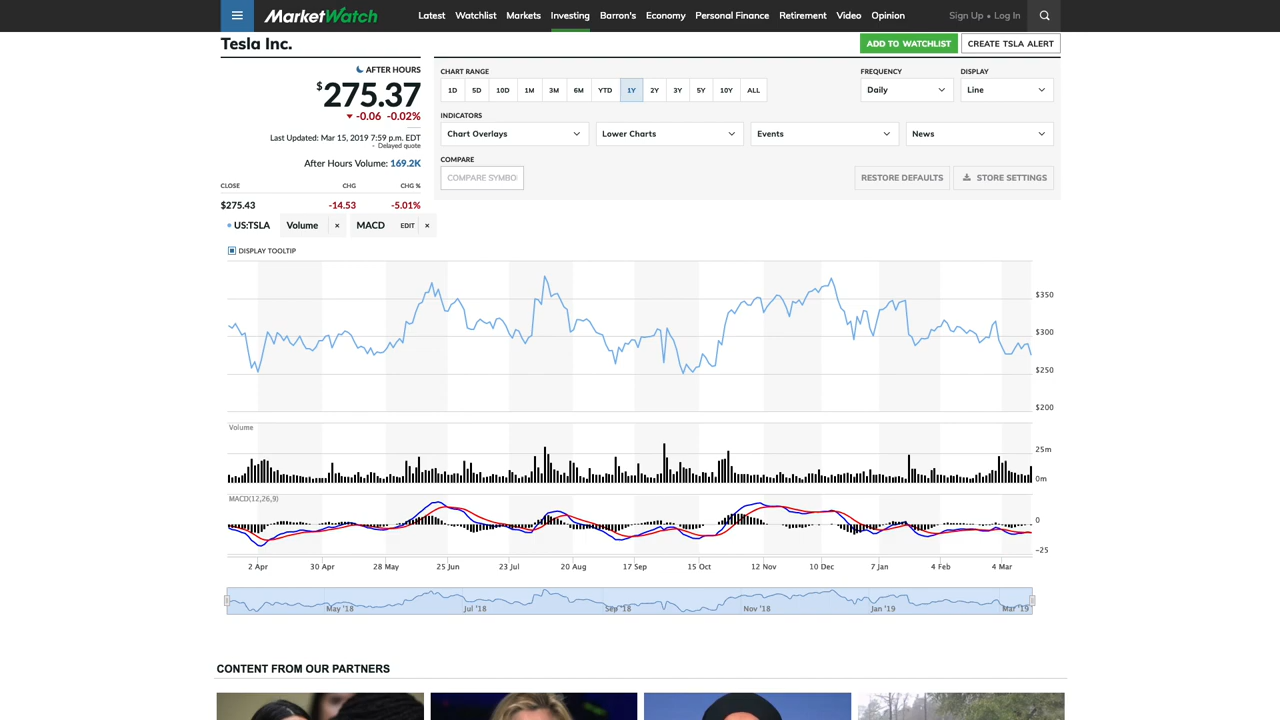 MarketWatch
Latest Watchlist Markets Investing Barron's Economy Personal Finance Retirement Video Opinion
Sign Up • Log In
Tesla Inc.
ADD TO WATCHLIST
CREATE TSLA ALERT
AFTER HOURS
$275.37
-0.06 -0.02%
Last Updated: Mar 15, 2019 7:59 p.m. EDT
- Delayed quote
After Hours Volume: 169.2K
CLOSE CHG CHG %
$275.43 -14.53 -5.01%
CHART RANGE
1D 5D 10D 1M 3M 6M YTD 1Y 2Y 3Y 5Y 10Y ALL
FREQUENCY
Daily
DISPLAY
Line
INDICATORS
Chart Overlays
Lower Charts
Events
News
COMPARE
COMPARE SYMBO
RESTORE DEFAULTS
STORE SETTINGS
US:TSLA
Volume ×
MACD EDIT ×
DISPLAY TOOLTIP
$350
$300
$250
$200
Volume
25m
0m
MACD(12,26,9)
0
-25
2 Apr 30 Apr 28 May 25 Jun 23 Jul 20 Aug 17 Sep 15 Oct 12 Nov 10 Dec 7 Jan 4 Feb 4 Mar
May '18 Jul '18 Sep '18 Nov '18 Jan '19 Mar '19
CONTENT FROM OUR PARTNERS